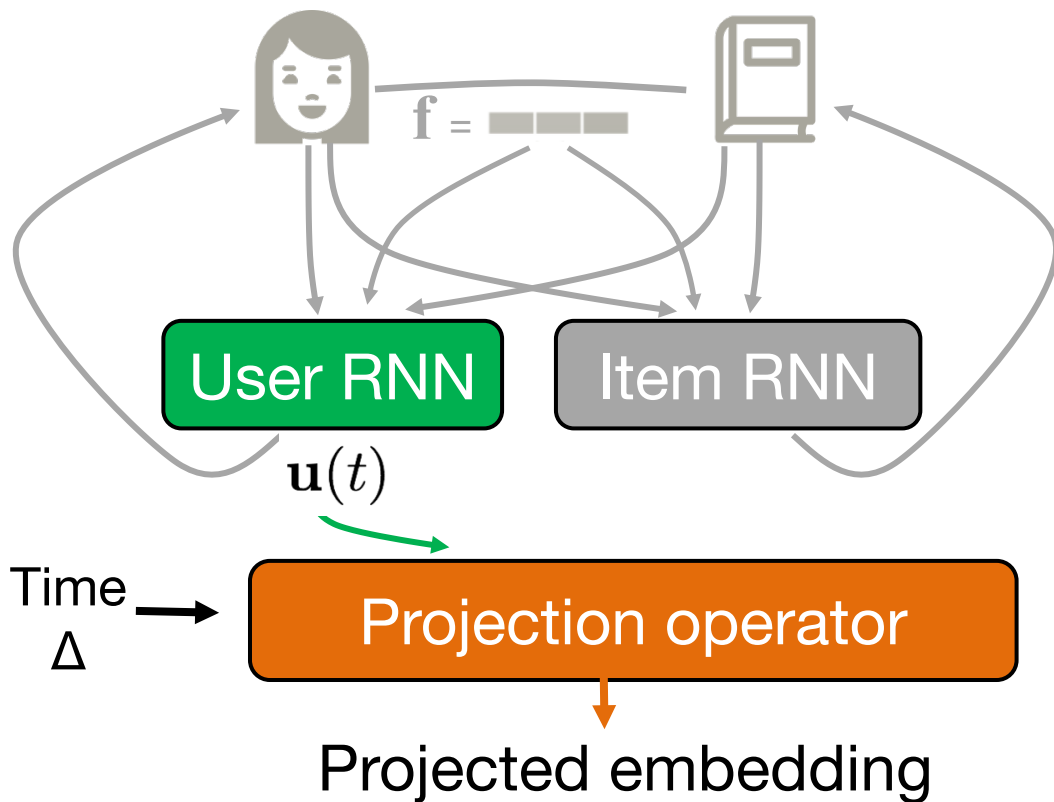 f =
User RNN
Item RNN
u(t)
Time
Δ
Projection operator
Projected embedding